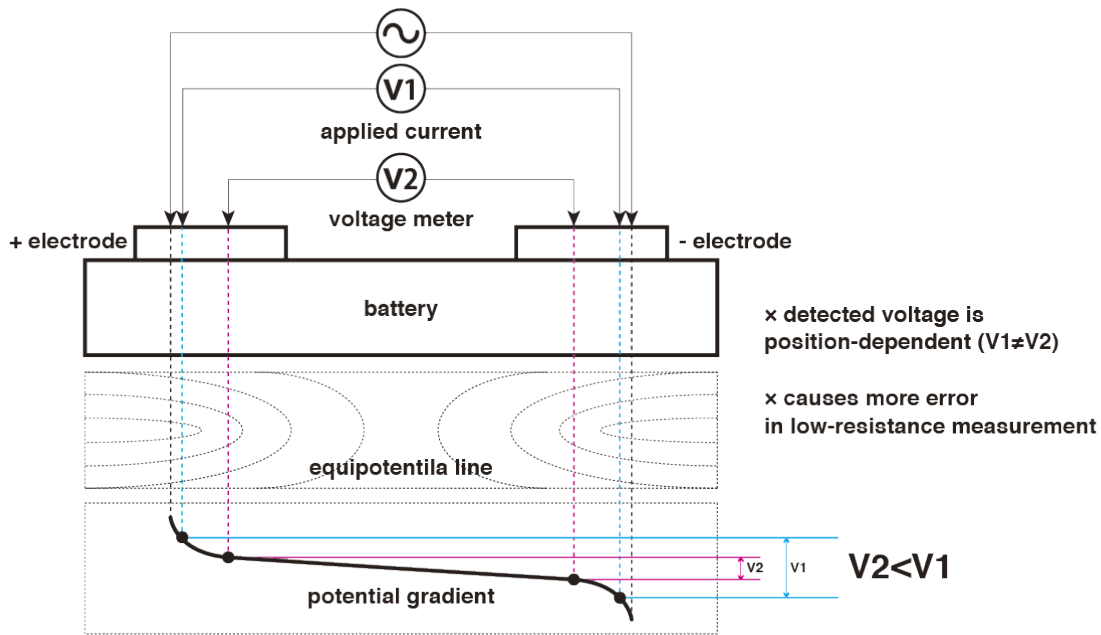 V1
applied current
V2
voltage meter
+ electrode
- electrode
battery
× detected voltage is
position-dependent (V1≠V2)
× causes more error
in low-resistance measurement
equipotentila line
V2
V1
V2<V1
potential gradient